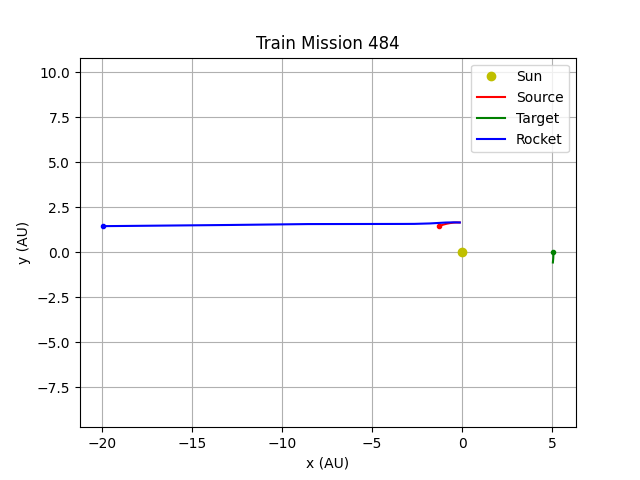 Train Mission 484
Sun
Source
Target
Rocket
10.0
7.5
5.0
2.5
0.0
−2.5
−5.0
−7.5
y (AU)
−20
−15
−10
−5
0
5
x (AU)